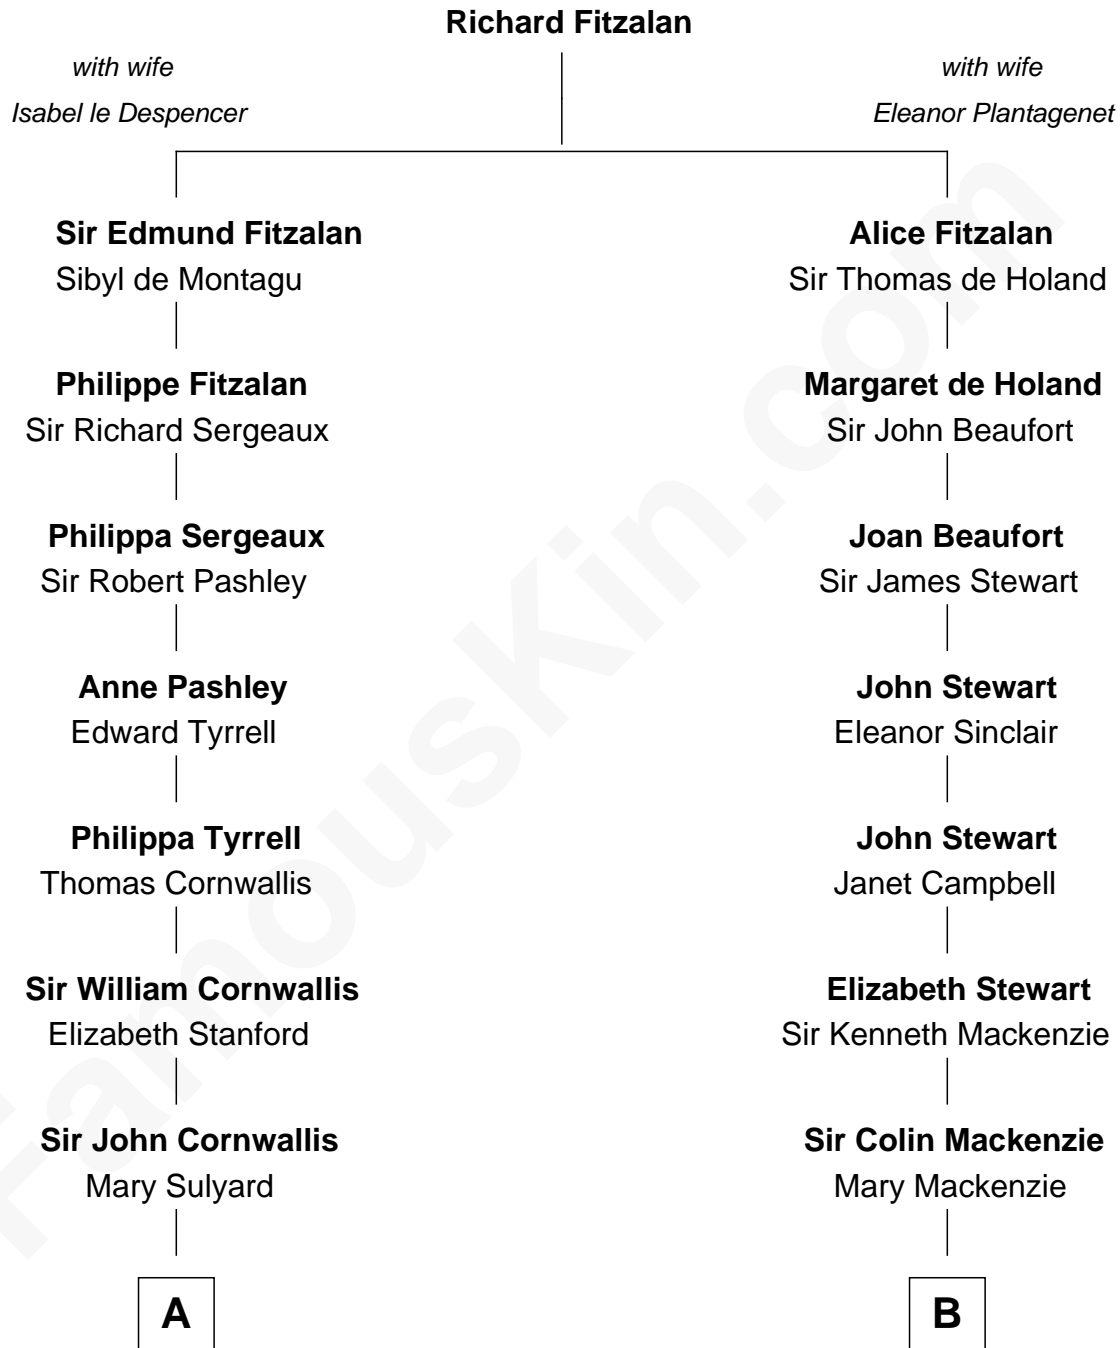 Richard Fitzalan
with wife
Isabel le Despencer
with wife
Eleanor Plantagenet
Sir Edmund Fitzalan
Sibyl de Montagu
Alice Fitzalan
Sir Thomas de Holand
Philippe Fitzalan
Sir Richard Sergeaux
Margaret de Holand
Sir John Beaufort
Philippa Sergeaux
Sir Robert Pashley
Joan Beaufort
Sir James Stewart
Anne Pashley
Edward Tyrrell
John Stewart
Eleanor Sinclair
Philippa Tyrrell
Thomas Cornwallis
John Stewart
Janet Campbell
Sir William Cornwallis
Elizabeth Stanford
Elizabeth Stewart
Sir Kenneth Mackenzie
Sir John Cornwallis
Mary Sulyard
Sir Colin Mackenzie
Mary Mackenzie
A
B
FamousKin.com